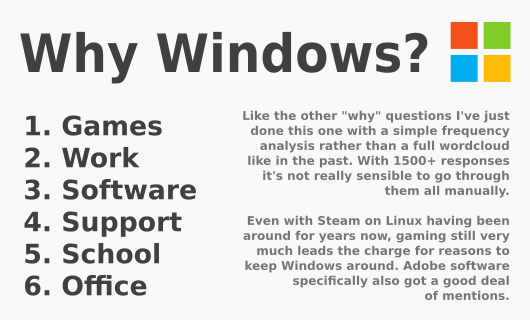 Why Windows?
1. Games
2. Work
3. Software
4. Support
5. School
6. Office
Like the other "why" questions I've just
done this one with a simple frequency
analysis rather than a full wordcloud
like in the past. With 1500+ responses
it's not really sensible to go through
them all manually.
Even with Steam on Linux having been
around for years now, gaming still very
much leads the charge for reasons to
keep Windows around. Adobe software
specifically also got a good deal
of mentions.